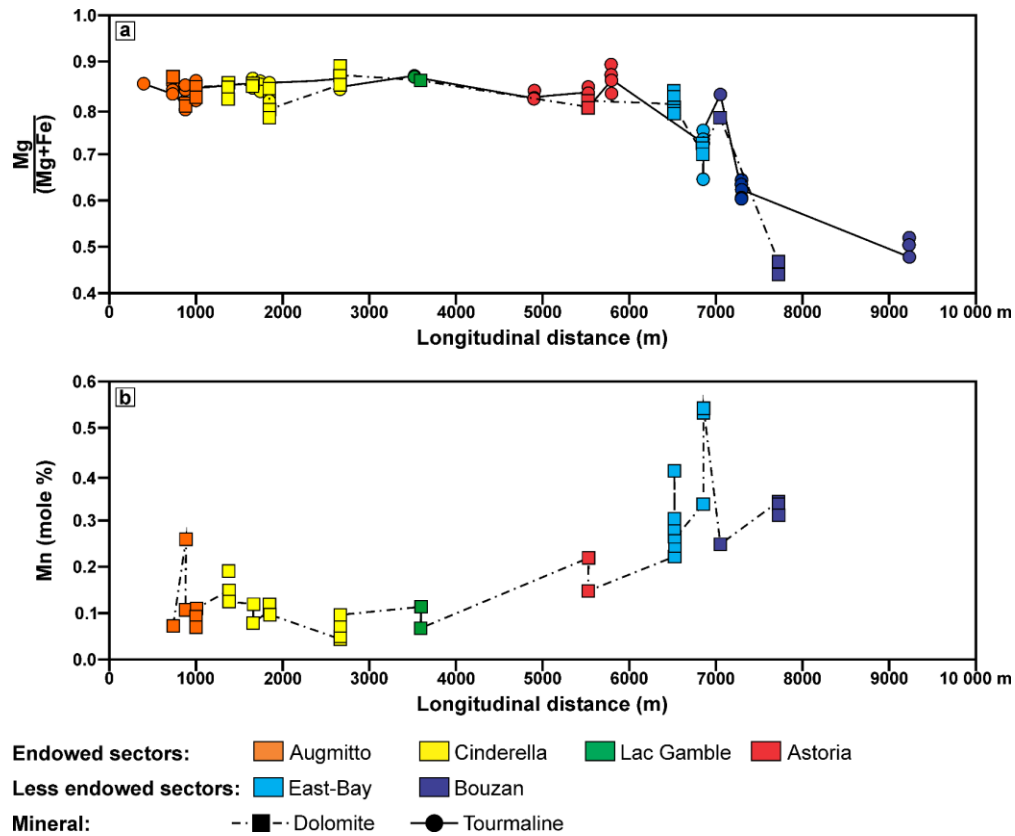 a
1.0
0.9
0.8
0.7
0.6
0.5
0.4
Mg
(Mg+Fe)
0 1000 2000 3000 4000 5000 6000 7000 8000 9000 10 000 m
Longitudinal distance (m)
b
0.6
0.5
0.4
0.3
0.2
0.1
0.0
Mn (mole %)
0 1000 2000 3000 4000 5000 6000 7000 8000 9000 10 000 m
Longitudinal distance (m)
Endowed sectors: Augmitto Cinderella Lac Gamble Astoria
Less endowed sectors: East-Bay Bouzan
Mineral: Dolomite Tourmaline